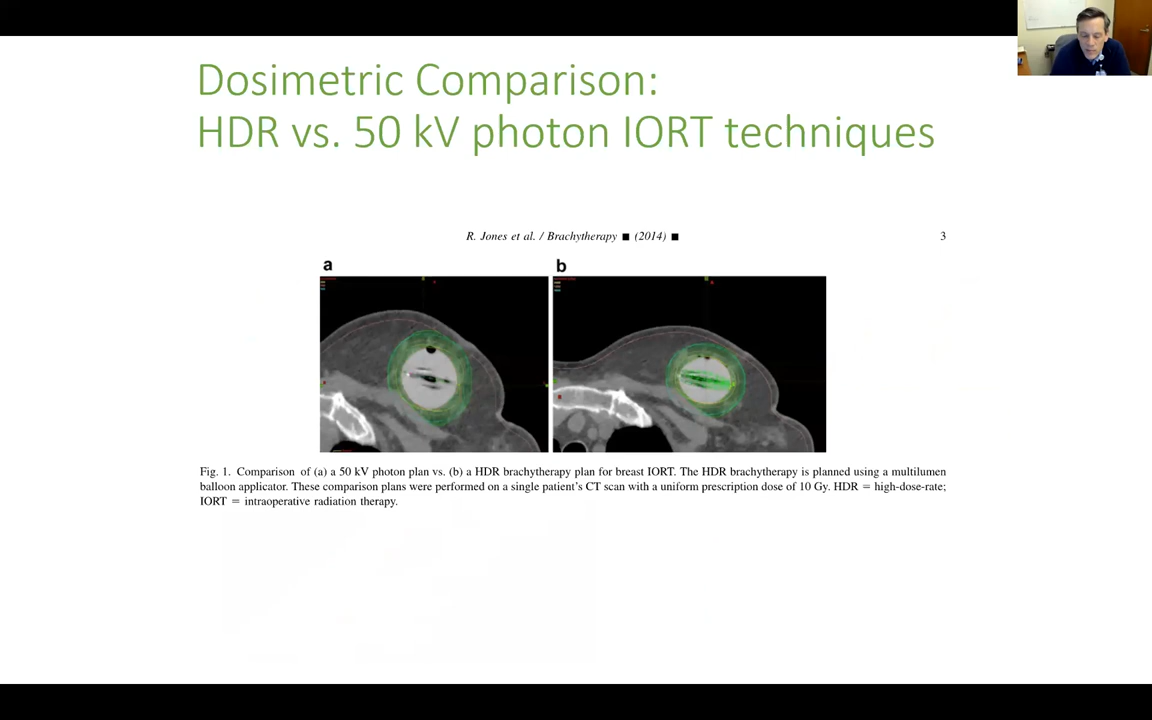 Dosimetric Comparison:
HDR vs. 50 kV photon IORT techniques
R. Jones et al. / Brachytherapy ■ (2014) ■
3
a
b
Fig. 1. Comparison of (a) a 50 kV photon plan vs. (b) a HDR brachytherapy plan for breast IORT. The HDR brachytherapy is planned using a multilumen
balloon applicator. These comparison plans were performed on a single patient's CT scan with a uniform prescription dose of 10 Gy. HDR = high-dose-rate;
IORT = intraoperative radiation therapy.